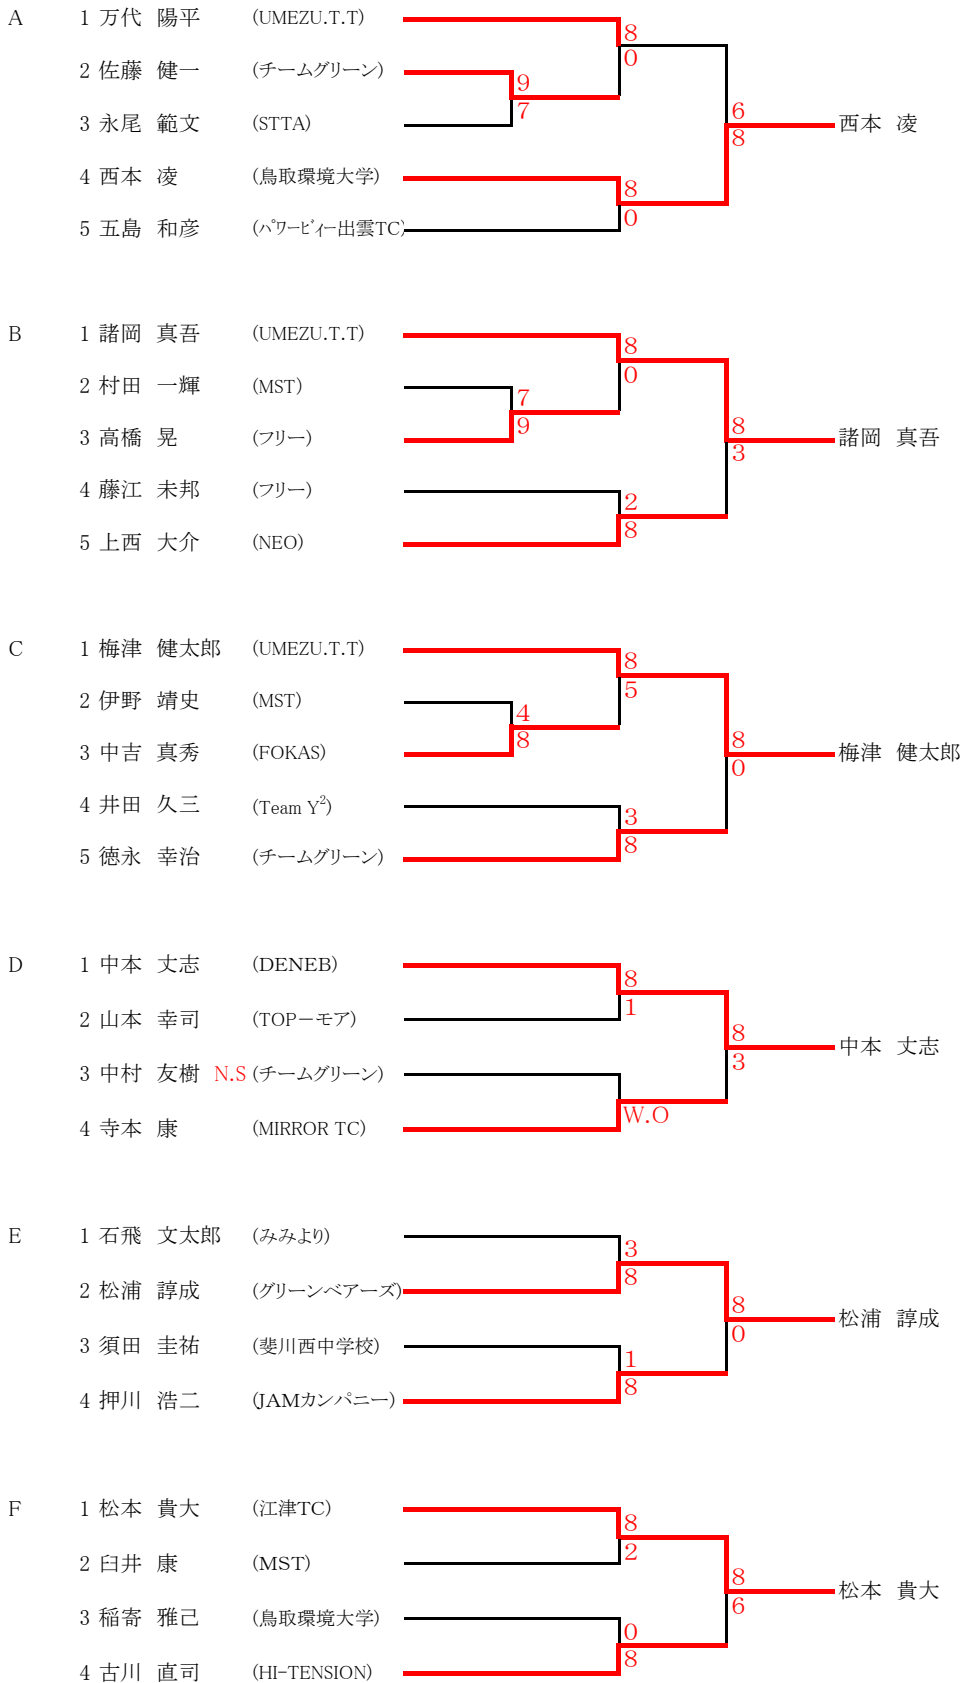 A 1 万代 陽平 (UMEZU.T.T)
8
0
2 佐藤 健一 (チームグリーン)
9
7
3 永尾 範文 (STTA)
6
8
西本 凌
4 西本 凌 (鳥取環境大学)
8
0
5 五島 和彦 (パワービィー出雲TC)
B 1 諸岡 真吾 (UMEZU.T.T)
8
0
2 村田 一輝 (MST)
7
9
3 高橋 晃 (フリー)
8
3
諸岡 真吾
4 藤江 未邦 (フリー)
2
8
5 上西 大介 (NEO)
C 1 梅津 健太郎 (UMEZU.T.T)
8
5
2 伊野 靖史 (MST)
4
8
3 中吉 真秀 (FOKAS)
8
0
梅津 健太郎
4 井田 久三 (Team Y²)
3
8
5 徳永 幸治 (チームグリーン)
D 1 中本 丈志 (DENEB)
8
1
2 山本 幸司 (TOP－モア)
8
3
中本 丈志
3 中村 友樹 N.S (チームグリーン)
W.O
4 寺本 康 (MIRROR TC)
E 1 石飛 文太郎 (みみより)
3
8
2 松浦 諄成 (グリーンベアーズ)
8
0
松浦 諄成
3 須田 圭祐 (斐川西中学校)
1
8
4 押川 浩二 (JAMカンパニー)
F 1 松本 貴大 (江津TC)
8
2
2 臼井 康 (MST)
8
6
松本 貴大
3 稲寄 雅己 (鳥取環境大学)
0
8
4 古川 直司 (HI-TENSION)